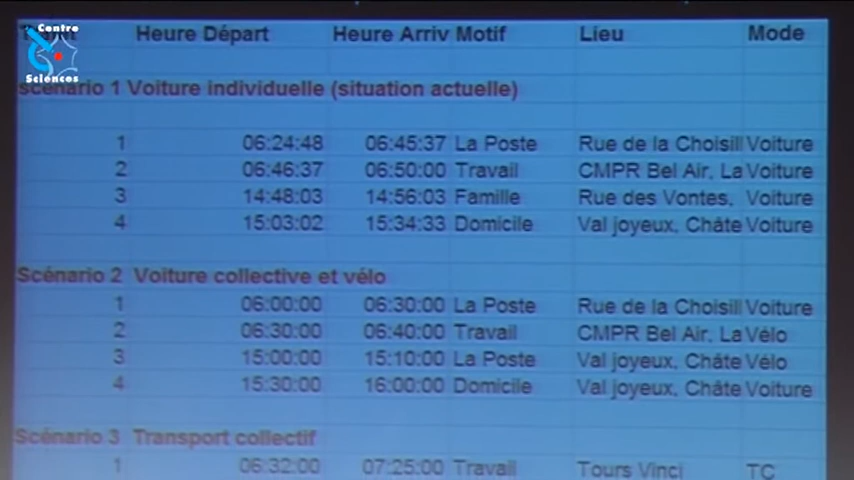 Centre
Sciences
Heure Départ Heure Arriv Motif Lieu Mode
scénario 1 Voiture individuelle (situation actuelle)
1 06:24:48 06:45:37 La Poste Rue de la Choisill Voiture
2 06:46:37 06:50:00 Travail CMPR Bel Air, La Voiture
3 14:48:03 14:56:03 Famille Rue des Vontes, Voiture
4 15:03:02 15:34:33 Domicile Val joyeux, Châte Voiture
Scénario 2 Voiture collective et vélo
1 06:00:00 06:30:00 La Poste Rue de la Choisill Voiture
2 06:30:00 06:40:00 Travail CMPR Bel Air, La Vélo
3 15:00:00 15:10:00 La Poste Val joyeux, Châte Vélo
4 15:30:00 16:00:00 Domicile Val joyeux, Châte Voiture
Scénario 3 Transport collectif
1 06:32:00 07:25:00 Travail Tours Vinci TC